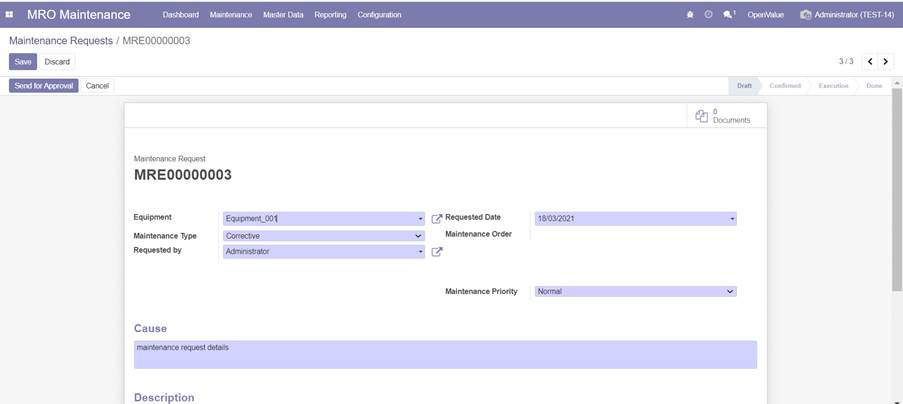 MRO Maintenance Dashboard Maintenance Master Data Reporting Configuration 1 OpenValue Administrator (TEST-14)
Maintenance Requests / MRE00000003
Save Discard 3 / 3
Send for Approval Cancel Draft Confirmed Execution Done
0
Documents
Maintenance Request
MRE00000003
Equipment Equipment_001 Requested Date 18/03/2021
Maintenance Type Corrective Maintenance Order
Requested by Administrator
Maintenance Priority Normal
Cause
maintenance request details
Description